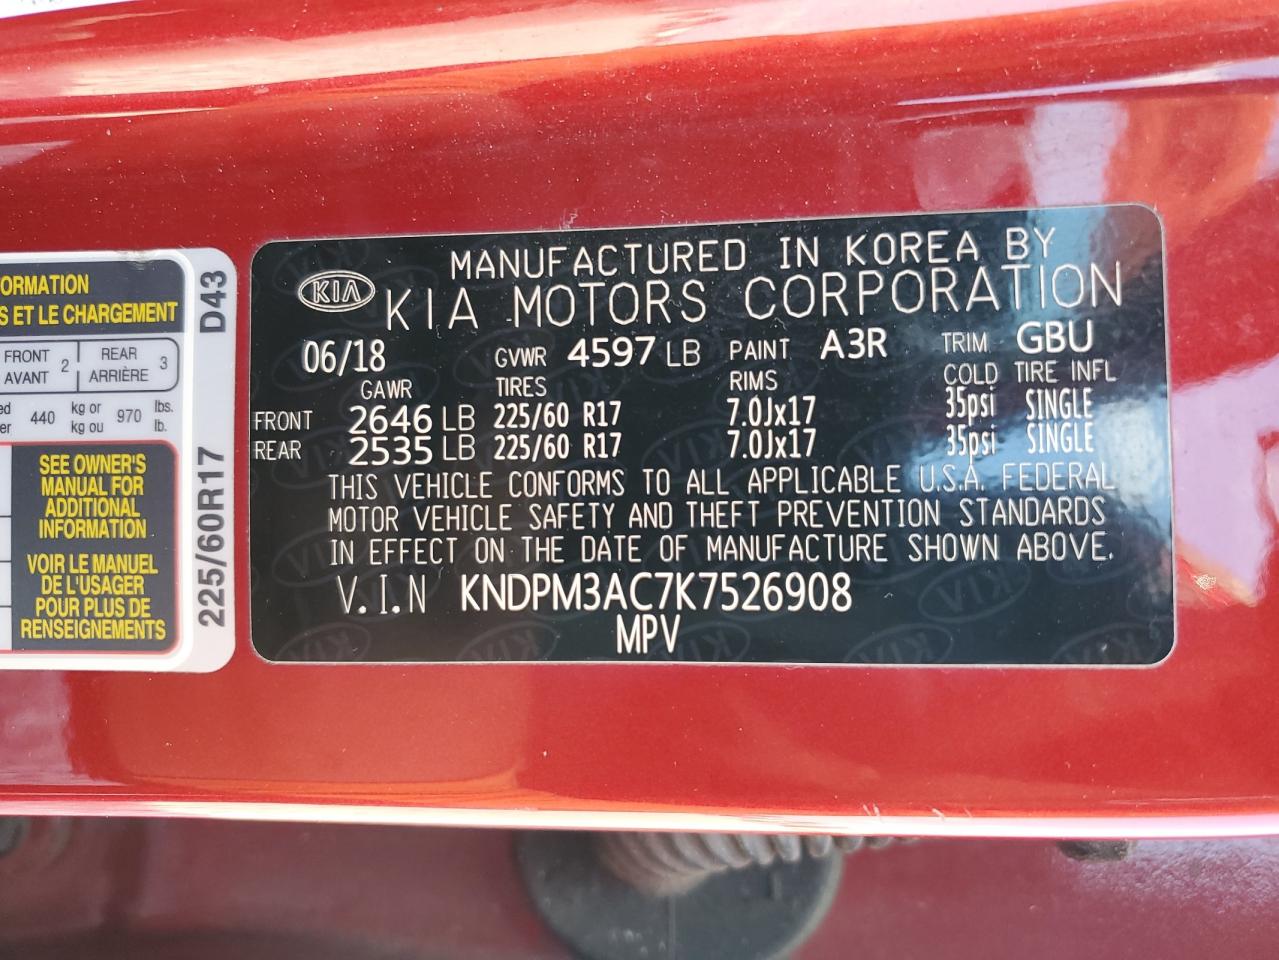 ORMATION
S ET LE CHARGEMENT
FRONT 2 REAR 3
AVANT ARRIÈRE
440 kg or 970 lbs.
kg ou lb.
SEE OWNER'S
MANUAL FOR
ADDITIONAL
INFORMATION
VOIR LE MANUEL
DE L'USAGER
POUR PLUS DE
RENSEIGNEMENTS
225/60R17 D43
KIA
MANUFACTURED IN KOREA BY
KIA MOTORS CORPORATION
06/18 GVWR 4597 LB PAINT A3R TRIM GBU
GAWR TIRES RIMS COLD TIRE INFL
FRONT 2646 LB 225/60 R17 7.0Jx17 35psi SINGLE
REAR 2535 LB 225/60 R17 7.0Jx17 35psi SINGLE
THIS VEHICLE CONFORMS TO ALL APPLICABLE U.S.A. FEDERAL
MOTOR VEHICLE SAFETY AND THEFT PREVENTION STANDARDS
IN EFFECT ON THE DATE OF MANUFACTURE SHOWN ABOVE.
V.I.N KNDPM3AC7K7526908
MPV